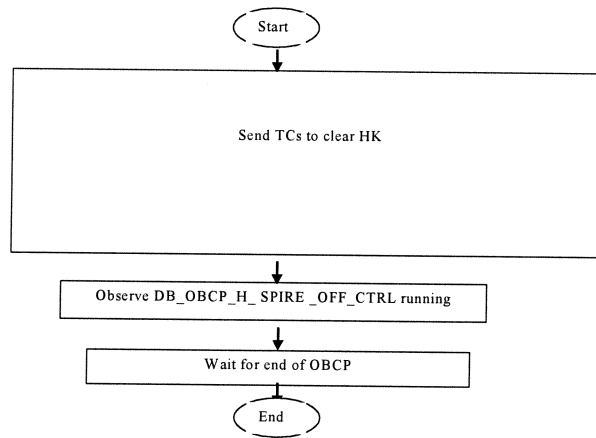 Start
Send TCs to clear HK
Observe DB_OBCP_H_ SPIRE _OFF_CTRL running
Wait for end of OBCP
End